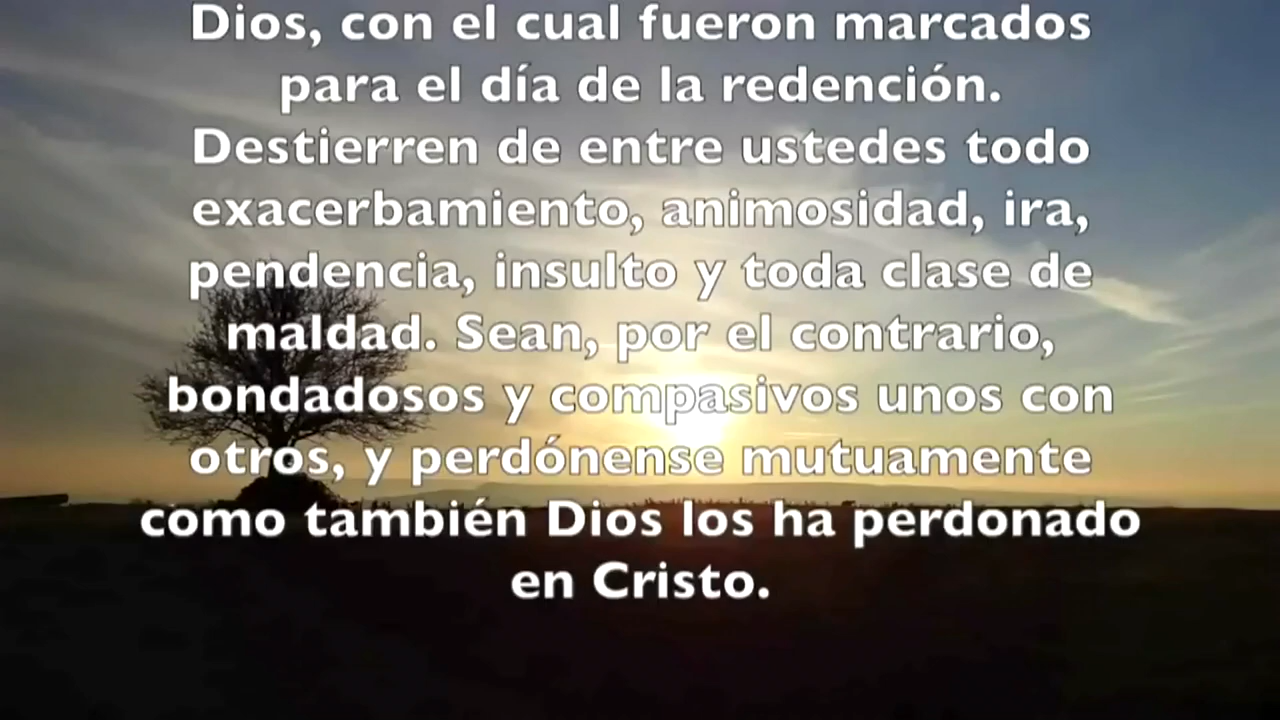 Dios, con el cual fueron marcados
para el día de la redención.
Destierren de entre ustedes todo
exacerbamiento, animosidad, ira,
pendencia, insulto y toda clase de
maldad. Sean, por el contrario,
bondadosos y compasivos unos con
otros, y perdónense mutuamente
como también Dios los ha perdonado
en Cristo.